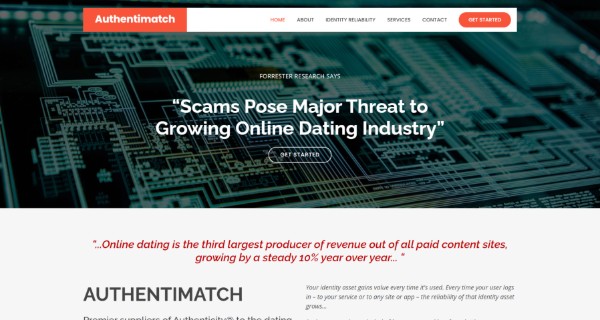 Authentimatch
HOME ABOUT IDENTITY RELIABILITY SERVICES CAREERS GET STARTED
FORRESTER RESEARCH SAYS
“Scams Pose Major Threat to
Growing Online Dating Industry”
GET STARTED
"...Online dating is the third largest producer of revenue out of all paid content sites,
growing by a steady 10% year over year... "
AUTHENTIMATCH
Premier suppliers of Authenticity® to the dating
Your identity asset gains value every time it's used. Every time your user logs
in – to your service or to any site or app – the reliability of that identity asset
grows...